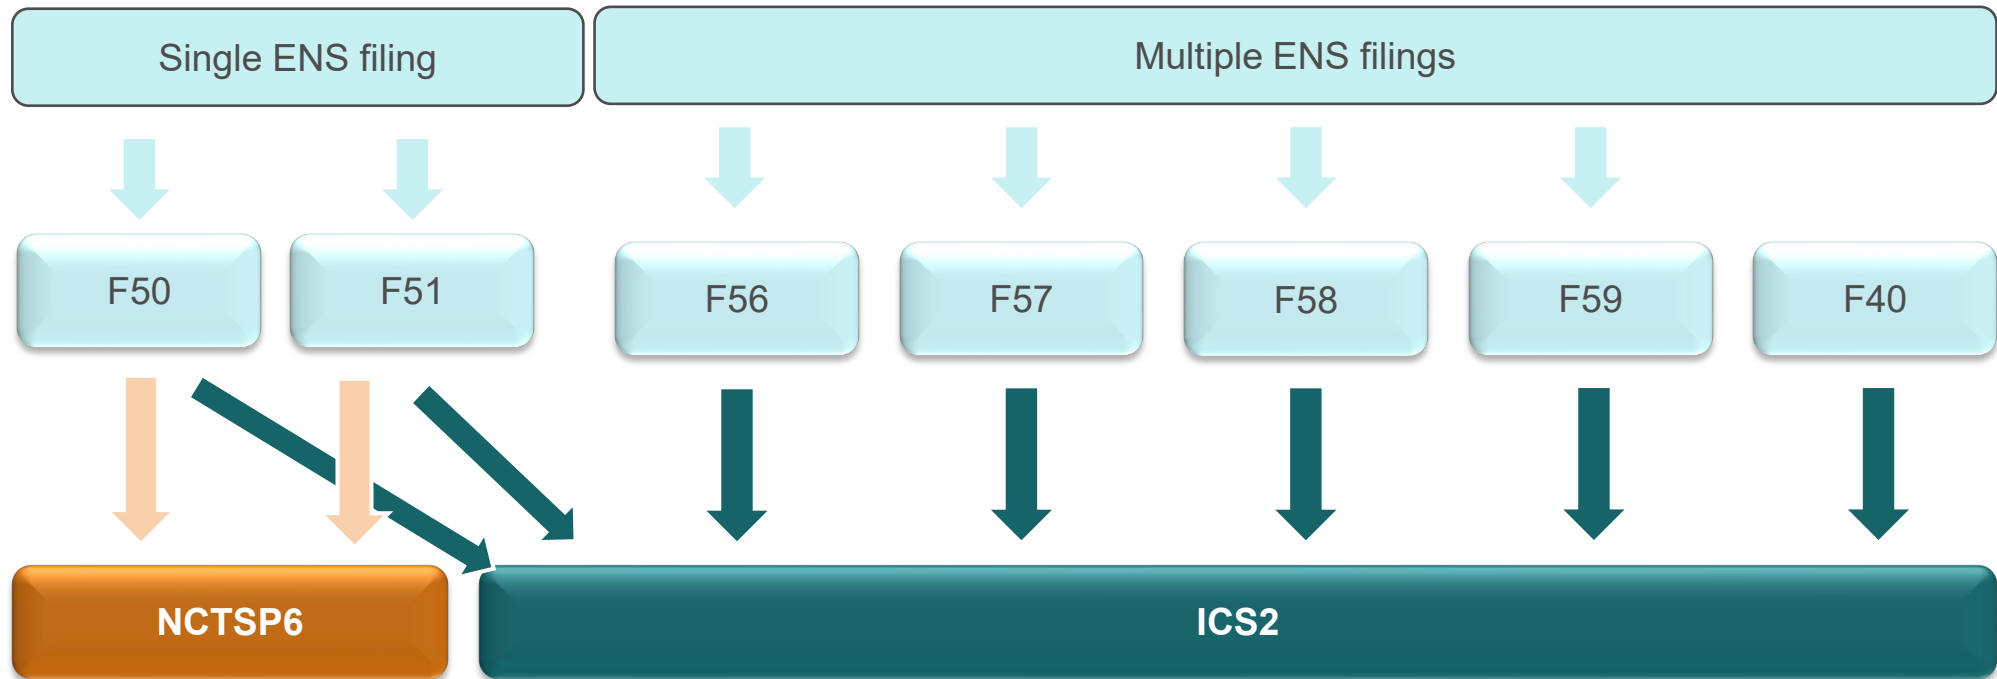 Single ENS filing
Multiple ENS filings
F50
F51
F56
F57
F58
F59
F40
NCTSP6
ICS2